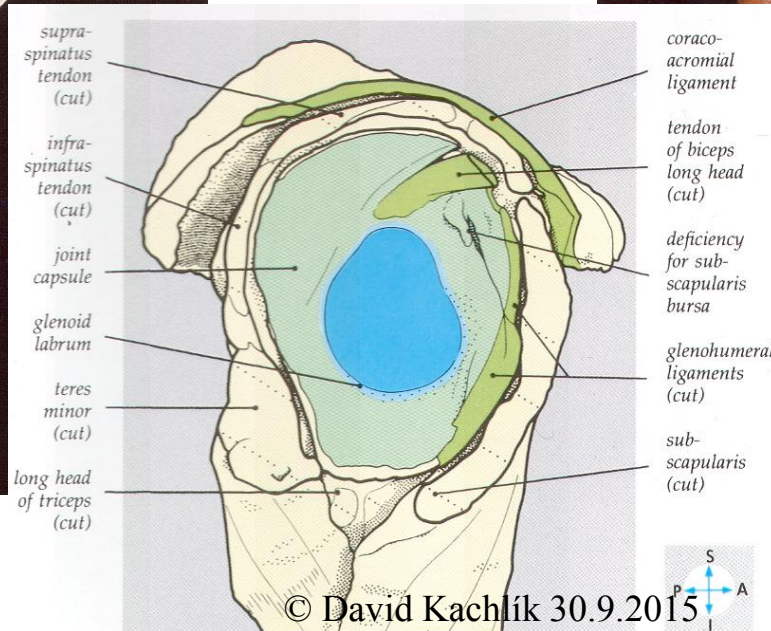 supra-
spinatus
tendon
(cut)
infra-
spinatus
tendon
(cut)
joint
capsule
glenoid
labrum
teres
minor
(cut)
long head
of triceps
(cut)
coraco-
acromial
ligament
tendon
of biceps
long head
(cut)
deficiency
for sub-
scapularis
bursa
glenohumeral
ligaments
(cut)
sub-
scapularis
(cut)
S
P A
I
© David Kachlík 30.9.2015